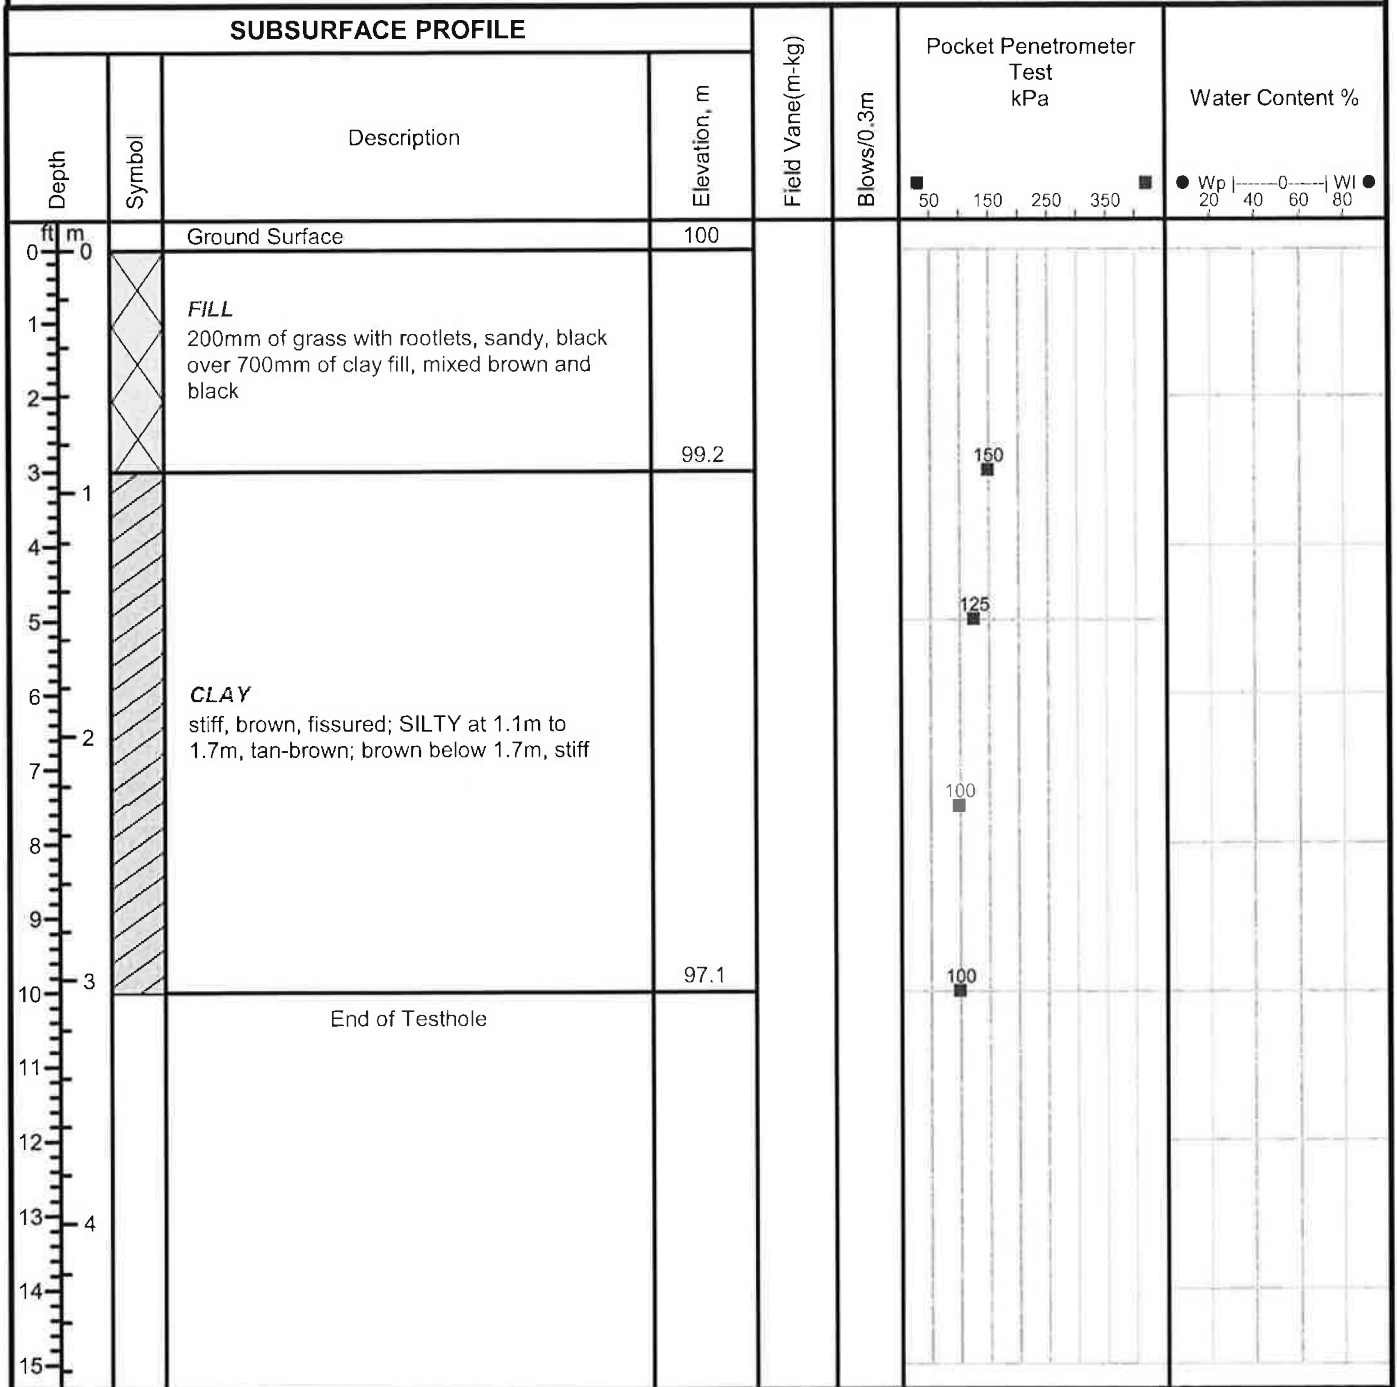 SUBSURFACE PROFILE
Depth
Symbol
Description
Elevation, m
Field Vane(m-kg)
Blows/0.3m
Pocket Penetrometer
Test
kPa
50 150 250 350
Water Content %
Wp |------0------| Wl
20 40 60 80
ft m
Ground Surface
100
0 0
FILL
200mm of grass with rootlets, sandy, black
over 700mm of clay fill, mixed brown and
black
1
2
99.2
150
3
1
4
125
5
CLAY
stiff, brown, fissured; SILTY at 1.1m to
1.7m, tan-brown; brown below 1.7m, stiff
6
2
7
100
8
9
97.1
100
3
10
End of Testhole
11
12
13
4
14
15